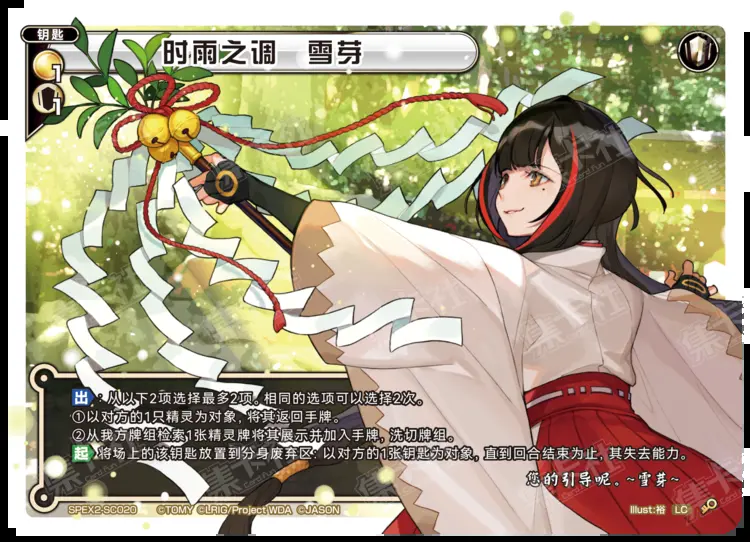 钥匙
时雨之调 雪芽
1
1
出：从以下2项选择最多2项。相同的选项可以选择2次。
①以对方的1只精灵为对象，将其返回手牌。
②从我方牌组检索1张精灵牌将其展示并加入手牌，洗切牌组。
起 将场上的该钥匙放置到分身废弃区：以对方的1张钥匙为对象，直到回合结束为止，其失去能力。
您的引导呢。~雪芽~
SPEX2-SC020 ©TOMY ©LRIG/Project WDA ©JASON Illust:裕 LC
集卡社